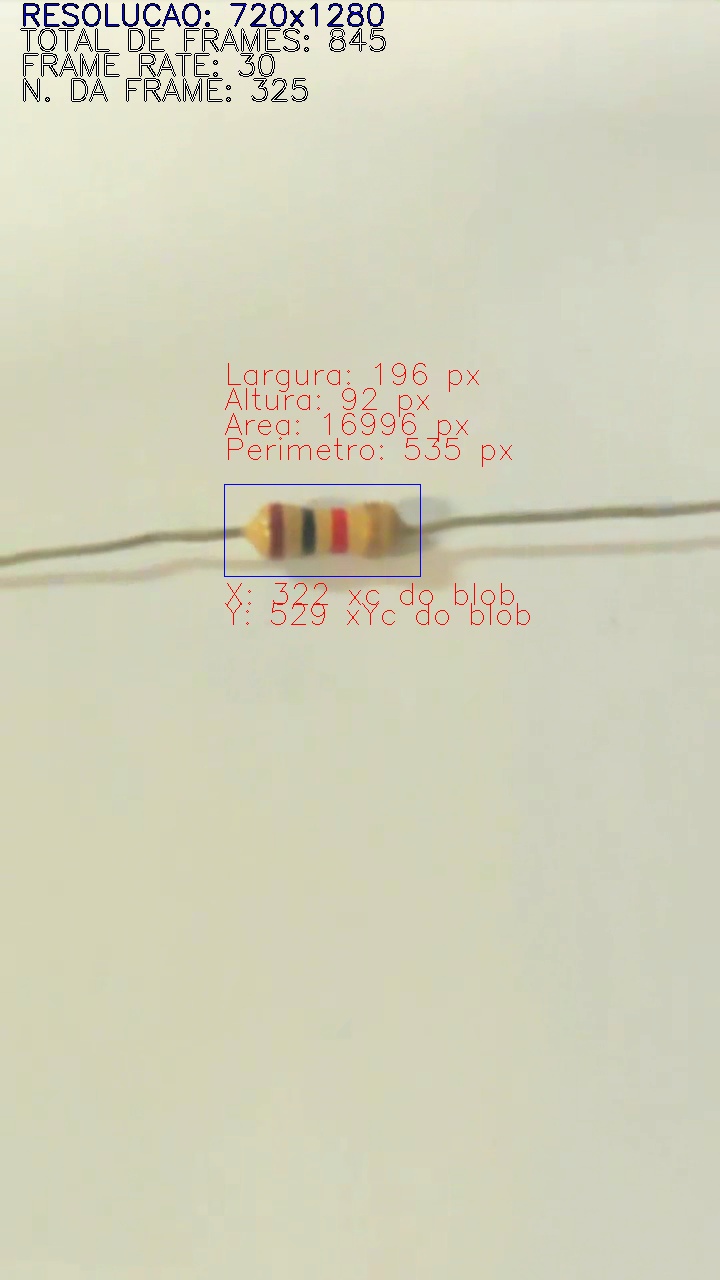 RESOLUCAO: 720x1280
TOTAL DE FRAMES: 845
FRAME RATE: 30
N. DA FRAME: 325
Largura: 196 px
Altura: 92 px
Area: 16996 px
Perimetro: 535 px
X: 322 xc do blob
Y: 529 xYc do blob